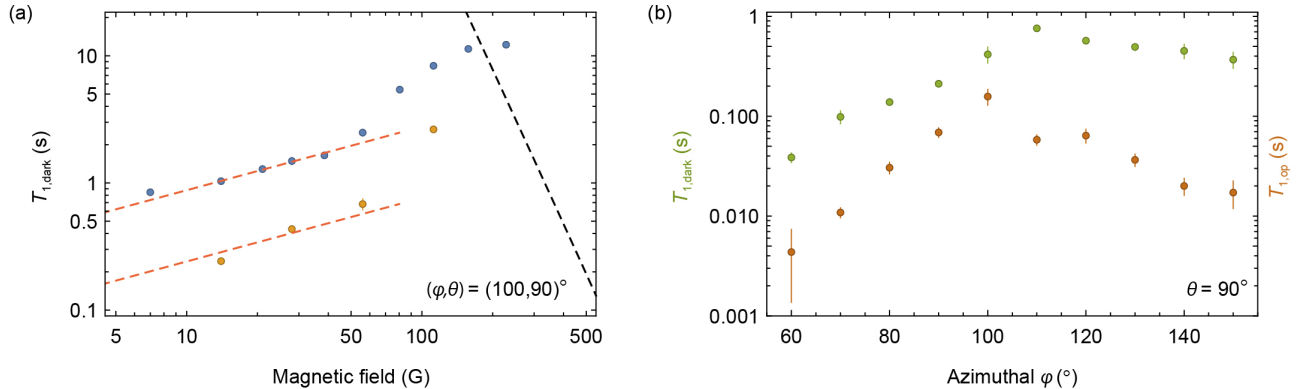 (a)
10
5
1
0.5
0.1
T1,dark (s)
5
10
50
100
500
Magnetic field (G)
(φ,θ) = (100,90)°
(b)
1
0.100
0.010
0.001
T1,dark (s)
T1,op (s)
60
80
100
120
140
Azimuthal φ (°)
θ = 90°